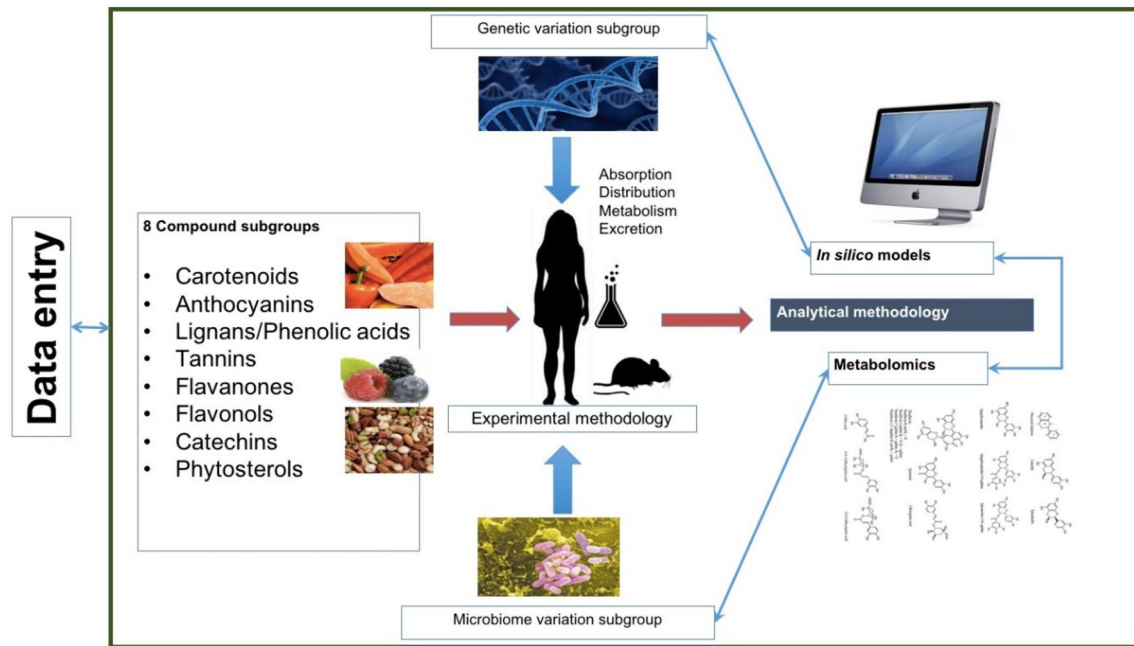 Genetic variation subgroup
Absorption
Distribution
Metabolism
Excretion
Data entry
8 Compound subgroups
• Carotenoids
• Anthocyanins
• Lignans/Phenolic acids
• Tannins
• Flavanones
• Flavonols
• Catechins
• Phytosterols
Experimental methodology
In silico models
Analytical methodology
Metabolomics
Microbiome variation subgroup